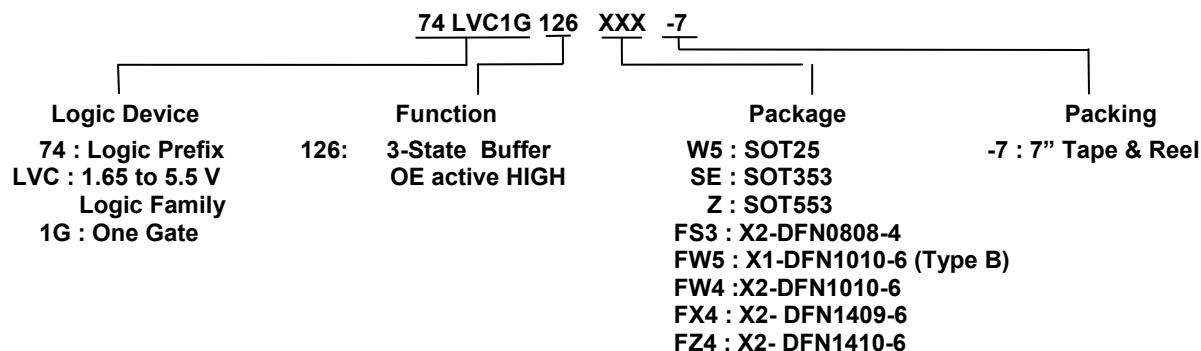 74 LVC1G 126 XXX -7
Logic Device
74 : Logic Prefix
LVC : 1.65 to 5.5 V
Logic Family
1G : One Gate
Function
126: 3-State Buffer
OE active HIGH
Package
W5 : SOT25
SE : SOT353
Z : SOT553
FS3 : X2-DFN0808-4
FW5 : X1-DFN1010-6 (Type B)
FW4 :X2-DFN1010-6
FX4 : X2- DFN1409-6
FZ4 : X2- DFN1410-6
Packing
-7 : 7” Tape & Reel